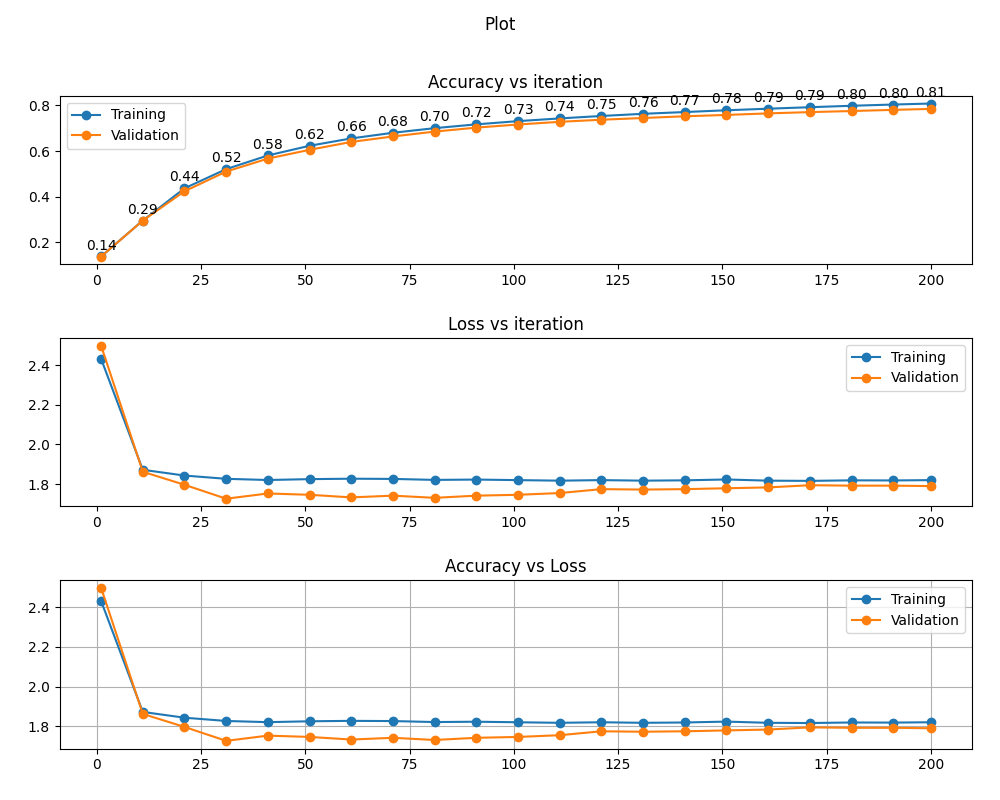 Plot
Accuracy vs iteration
Training
Validation
0.14 0.29 0.44 0.52 0.58 0.62 0.66 0.68 0.70 0.72 0.73 0.74 0.75 0.76 0.77 0.78 0.79 0.79 0.80 0.80 0.81
0.8
0.6
0.4
0.2
0 25 50 75 100 125 150 175 200
Loss vs iteration
Training
Validation
2.4
2.2
2.0
1.8
0 25 50 75 100 125 150 175 200
Accuracy vs Loss
Training
Validation
2.4
2.2
2.0
1.8
0 25 50 75 100 125 150 175 200